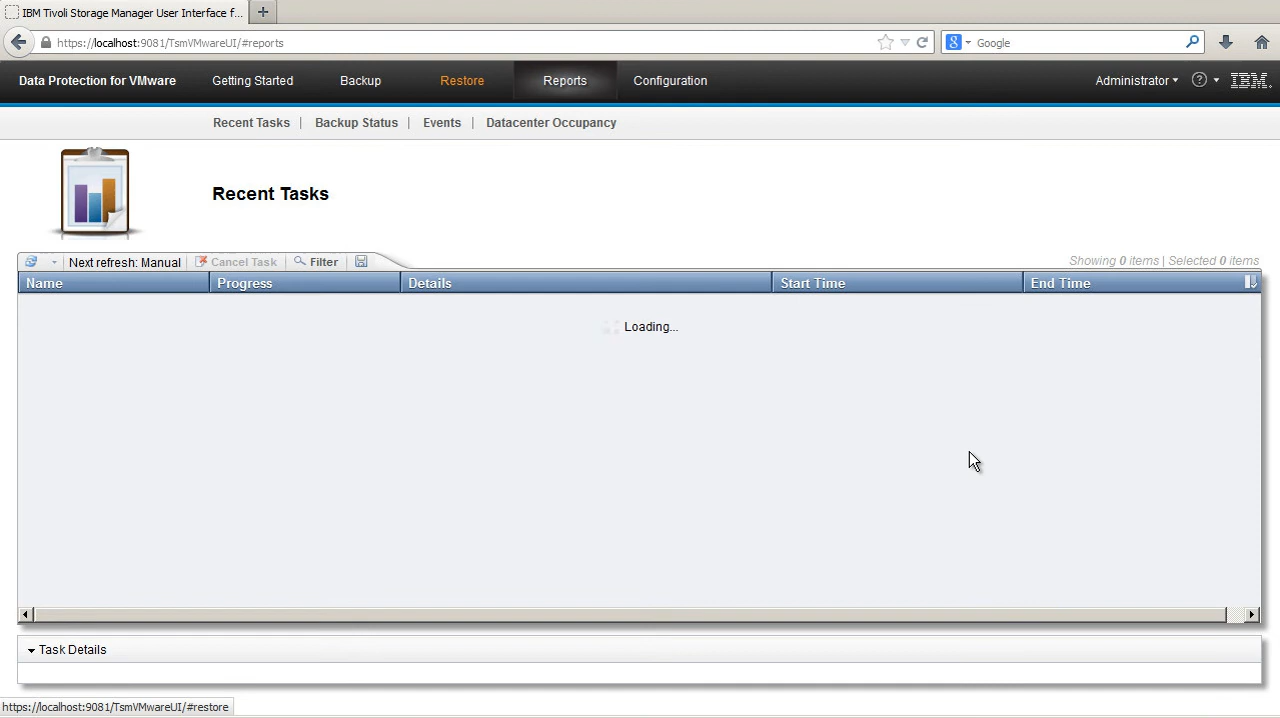 IBM Tivoli Storage Manager User Interface f...
https://localhost:9081/TsmVMwareUI/#reports
Google
Data Protection for VMware Getting Started Backup Restore Reports Configuration Administrator IBM.
Recent Tasks | Backup Status | Events | Datacenter Occupancy
Recent Tasks
Next refresh: Manual Cancel Task Filter Showing 0 items | Selected 0 items
Name Progress Details Start Time End Time
Loading...
Task Details
https://localhost:9081/TsmVMwareUI/#restore